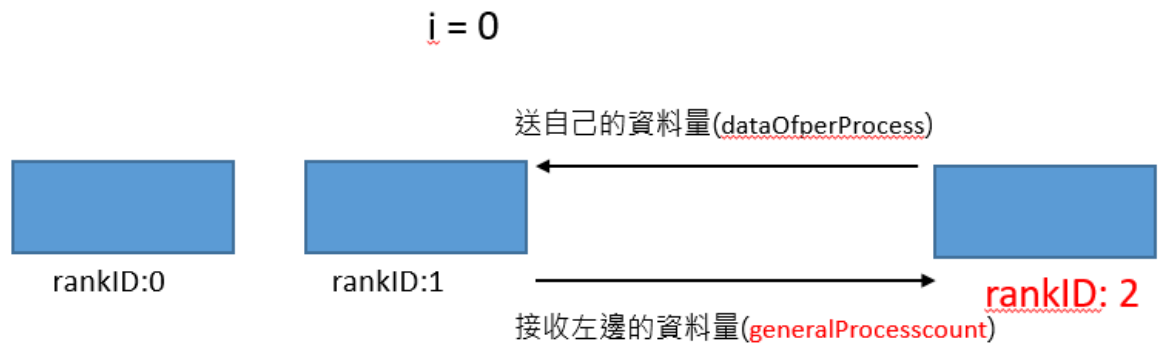 i = 0
送自己的資料量(dataOfperProcess)
rankID:0
rankID:1
rankID: 2
接收左邊的資料量(generalProcesscount)